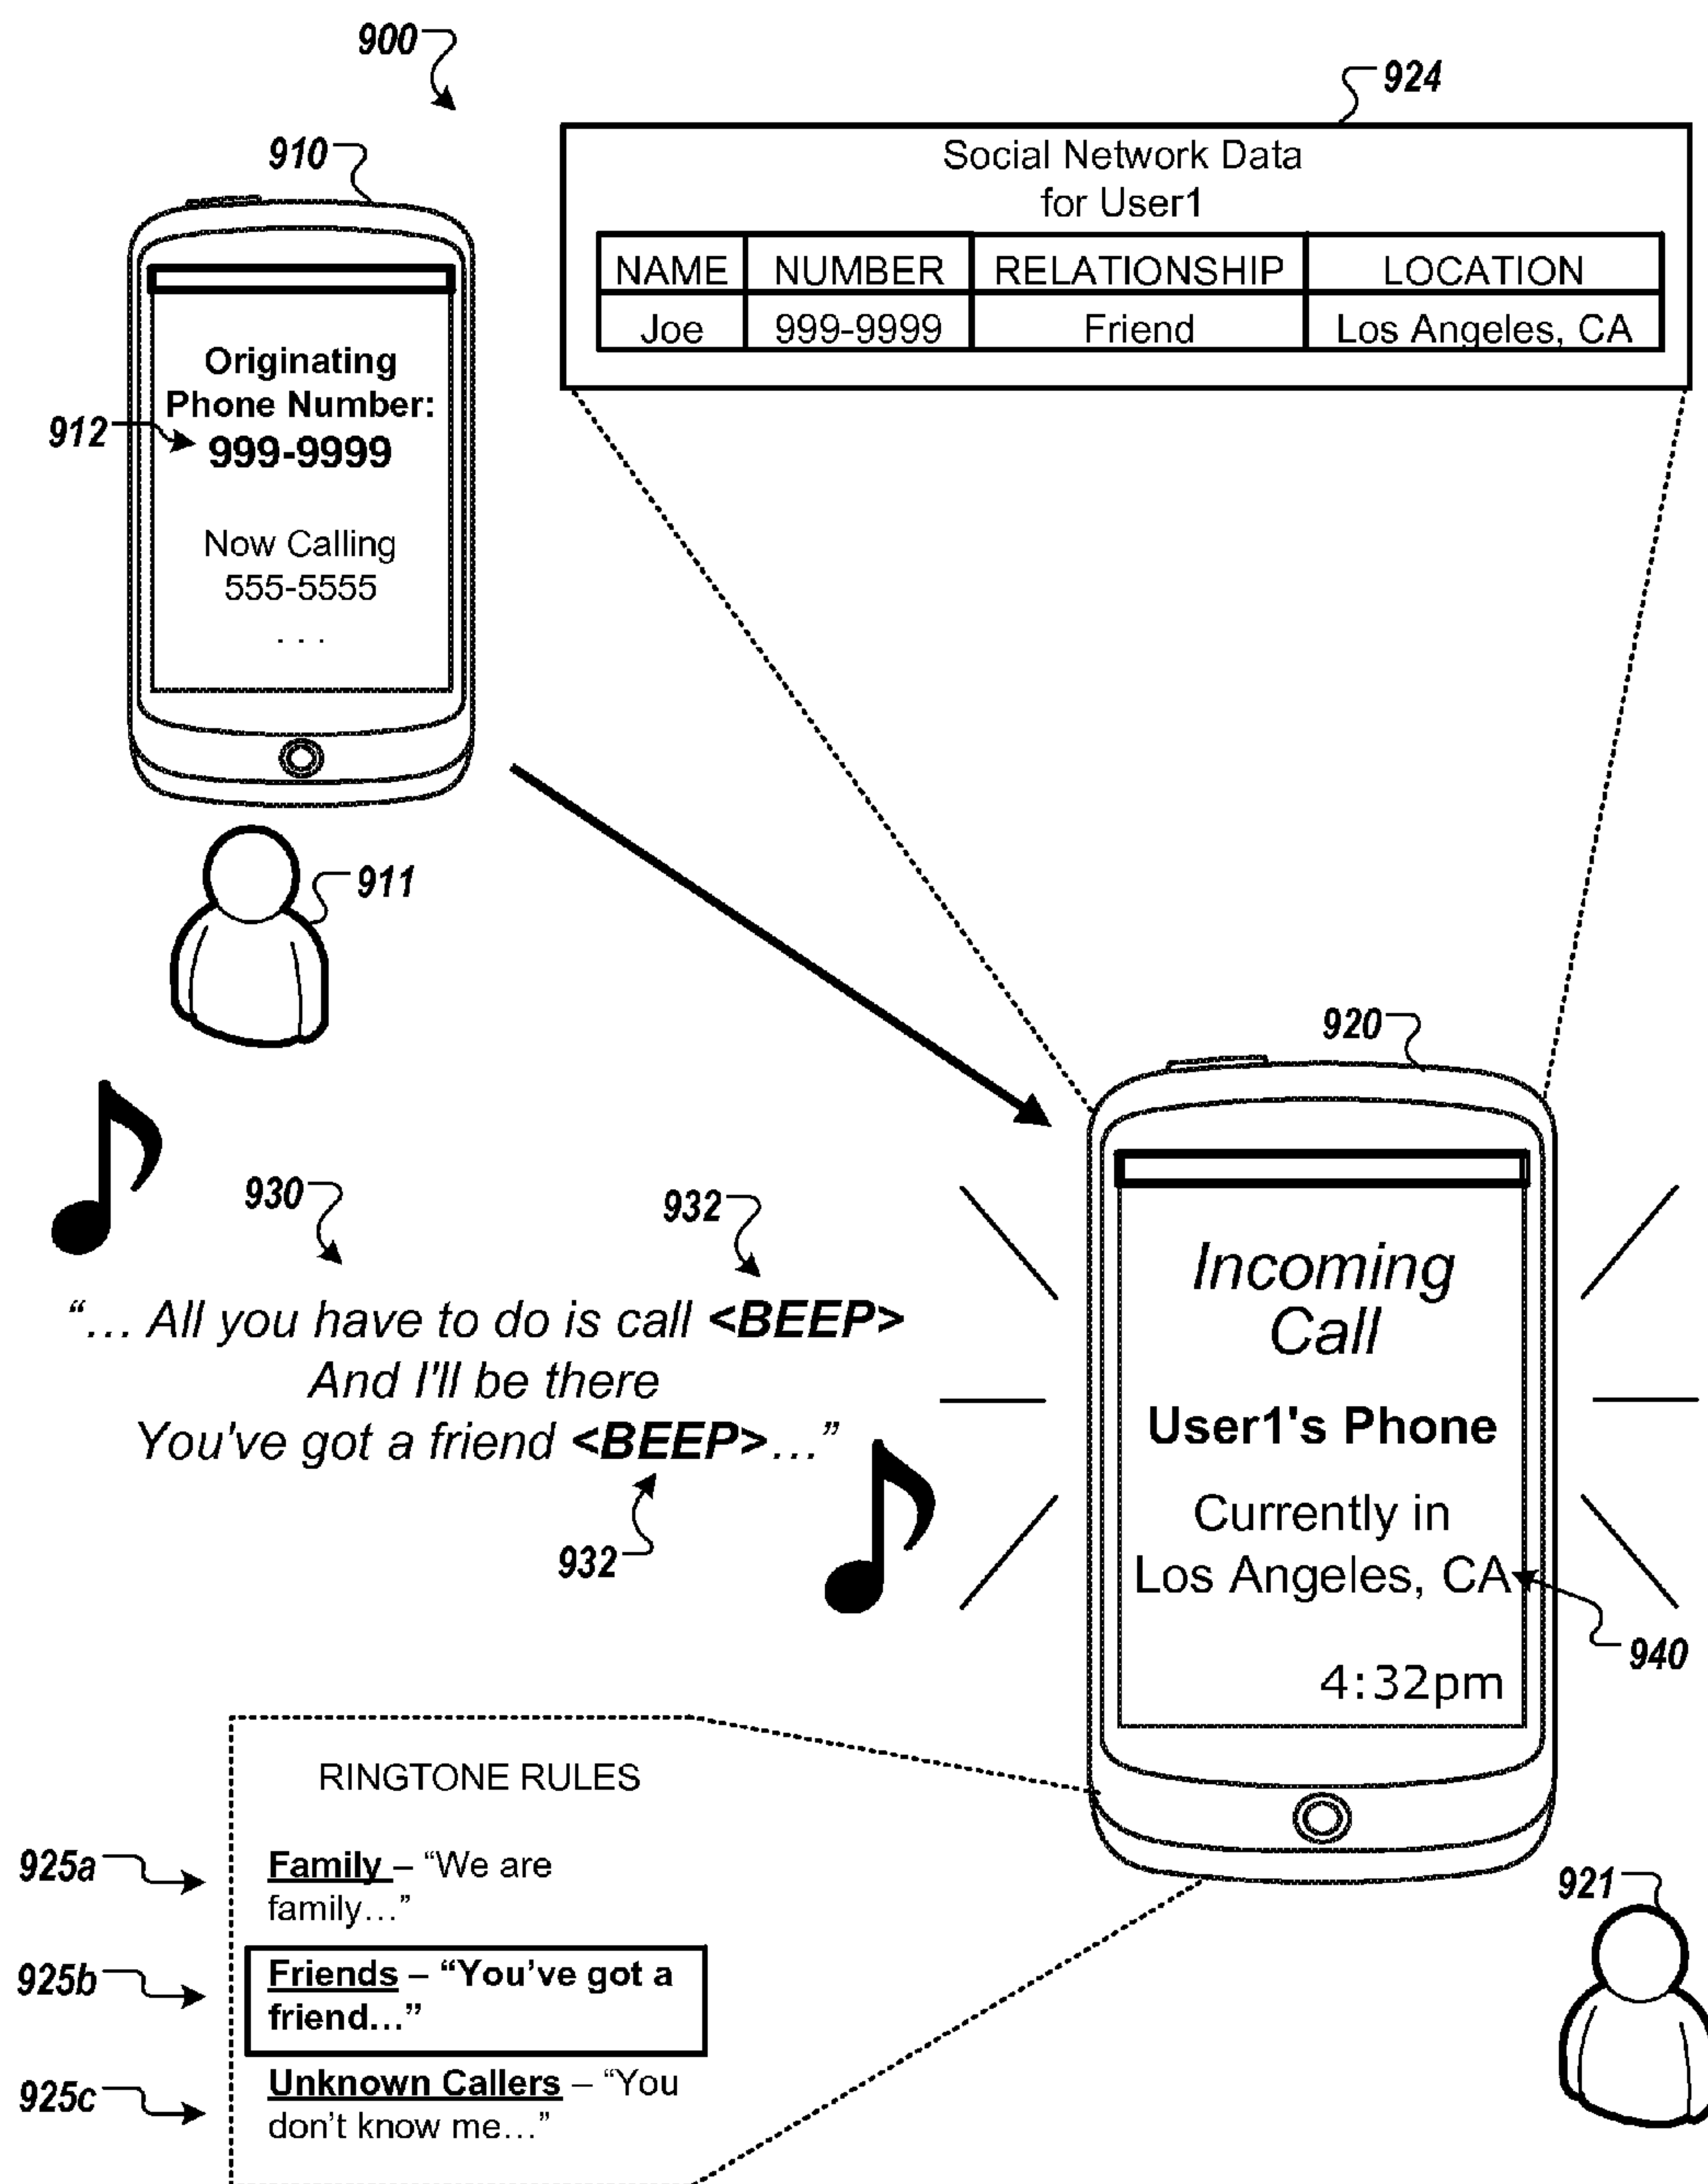 900
924
Social Network Data
for User1
NAME NUMBER RELATIONSHIP LOCATION
Joe 999-9999 Friend Los Angeles, CA
910
Originating
Phone Number:
912
999-9999
Now Calling
555-5555
. . .
911
920
930
932
“... All you have to do is call <BEEP>
And I'll be there
You've got a friend <BEEP>...”
932
Incoming
Call
User1's Phone
Currently in
Los Angeles, CA
940
4:32pm
RINGTONE RULES
925a
Family – “We are
family...”
925b
Friends – “You’ve got a
friend...”
925c
Unknown Callers – “You
don’t know me...”
921